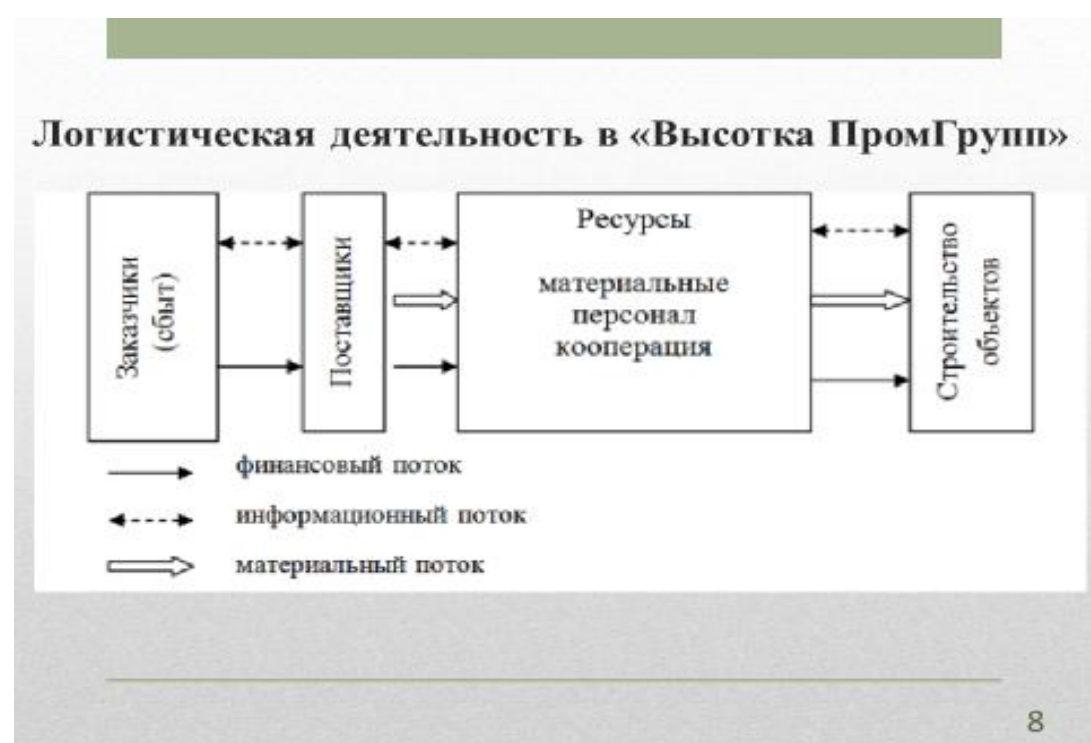 Логистическая деятельность в «Высотка ПромГрупп»
Заказчики
(сбыт)
Поставщики
Ресурсы
материальные
персонал
кооперация
Строительство
объектов
финансовый поток
информационный поток
материальный поток
8